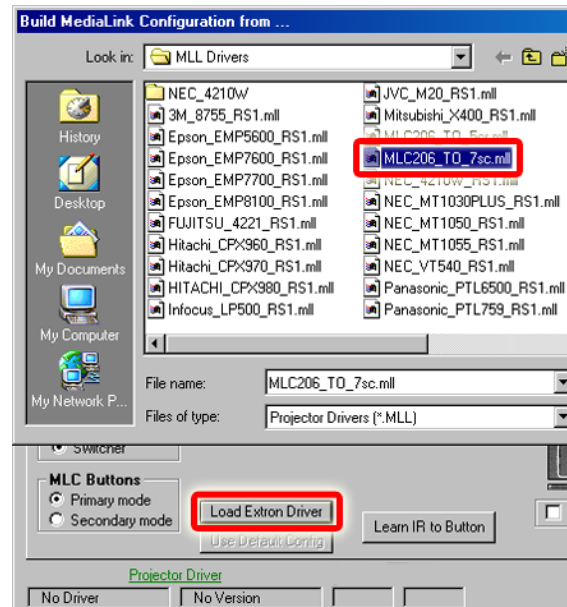 Build MediaLink Configuration from ...
Look in:
MLL Drivers
History
Desktop
My Documents
My Computer
My Network P...
NEC_4210W
3M_8755_RS1.mll
Epson_EMP5600_RS1.mll
Epson_EMP7600_RS1.mll
Epson_EMP7700_RS1.mll
Epson_EMP8100_RS1.mll
FUJITSU_4221_RS1.mll
Hitachi_CPX960_RS1.mll
Hitachi_CPX970_RS1.mll
HITACHI_CPX980_RS1.mll
Infocus_LP500_RS1.mll
JVC_M20_RS1.mll
Mitsubishi_X400_RS1.mll
MLC206_TO_5sc.mll
MLC206_TO_7sc.mll
NEC_4210W_RS1.mll
NEC_MT1030PLUS_RS1.mll
NEC_MT1050_RS1.mll
NEC_MT1055_RS1.mll
NEC_VT540_RS1.mll
Panasonic_PTL6500_RS1.mll
Panasonic_PTL759_RS1.mll
File name:
MLC206_TO_7sc.mll
Files of type:
Projector Drivers (*.MLL)
Switcher
MLC Buttons
Primary mode
Secondary mode
Load Extron Driver
Use Default Config
Learn IR to Button
Projector Driver
No Driver
No Version